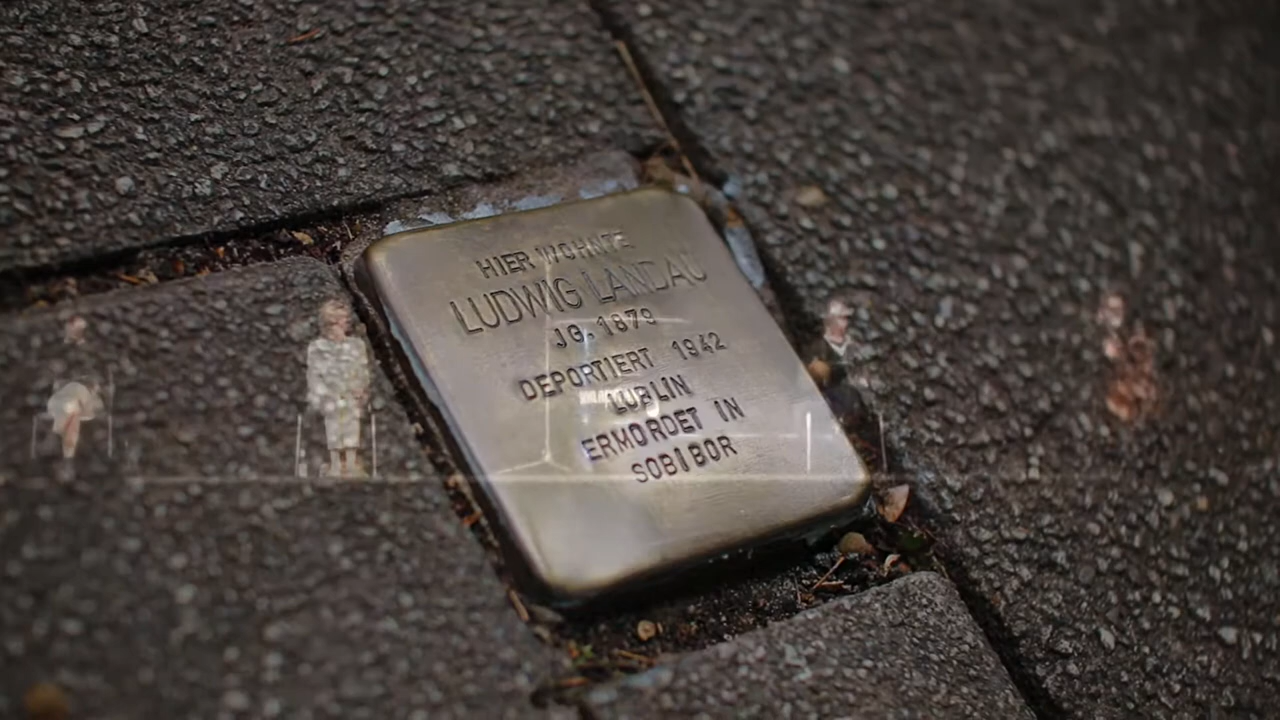 HIER WOHNTE
LUDWIG LANDAU
JG. 1879
DEPORTIERT 1942
LUBLIN
ERMORDET IN
SOBIBOR